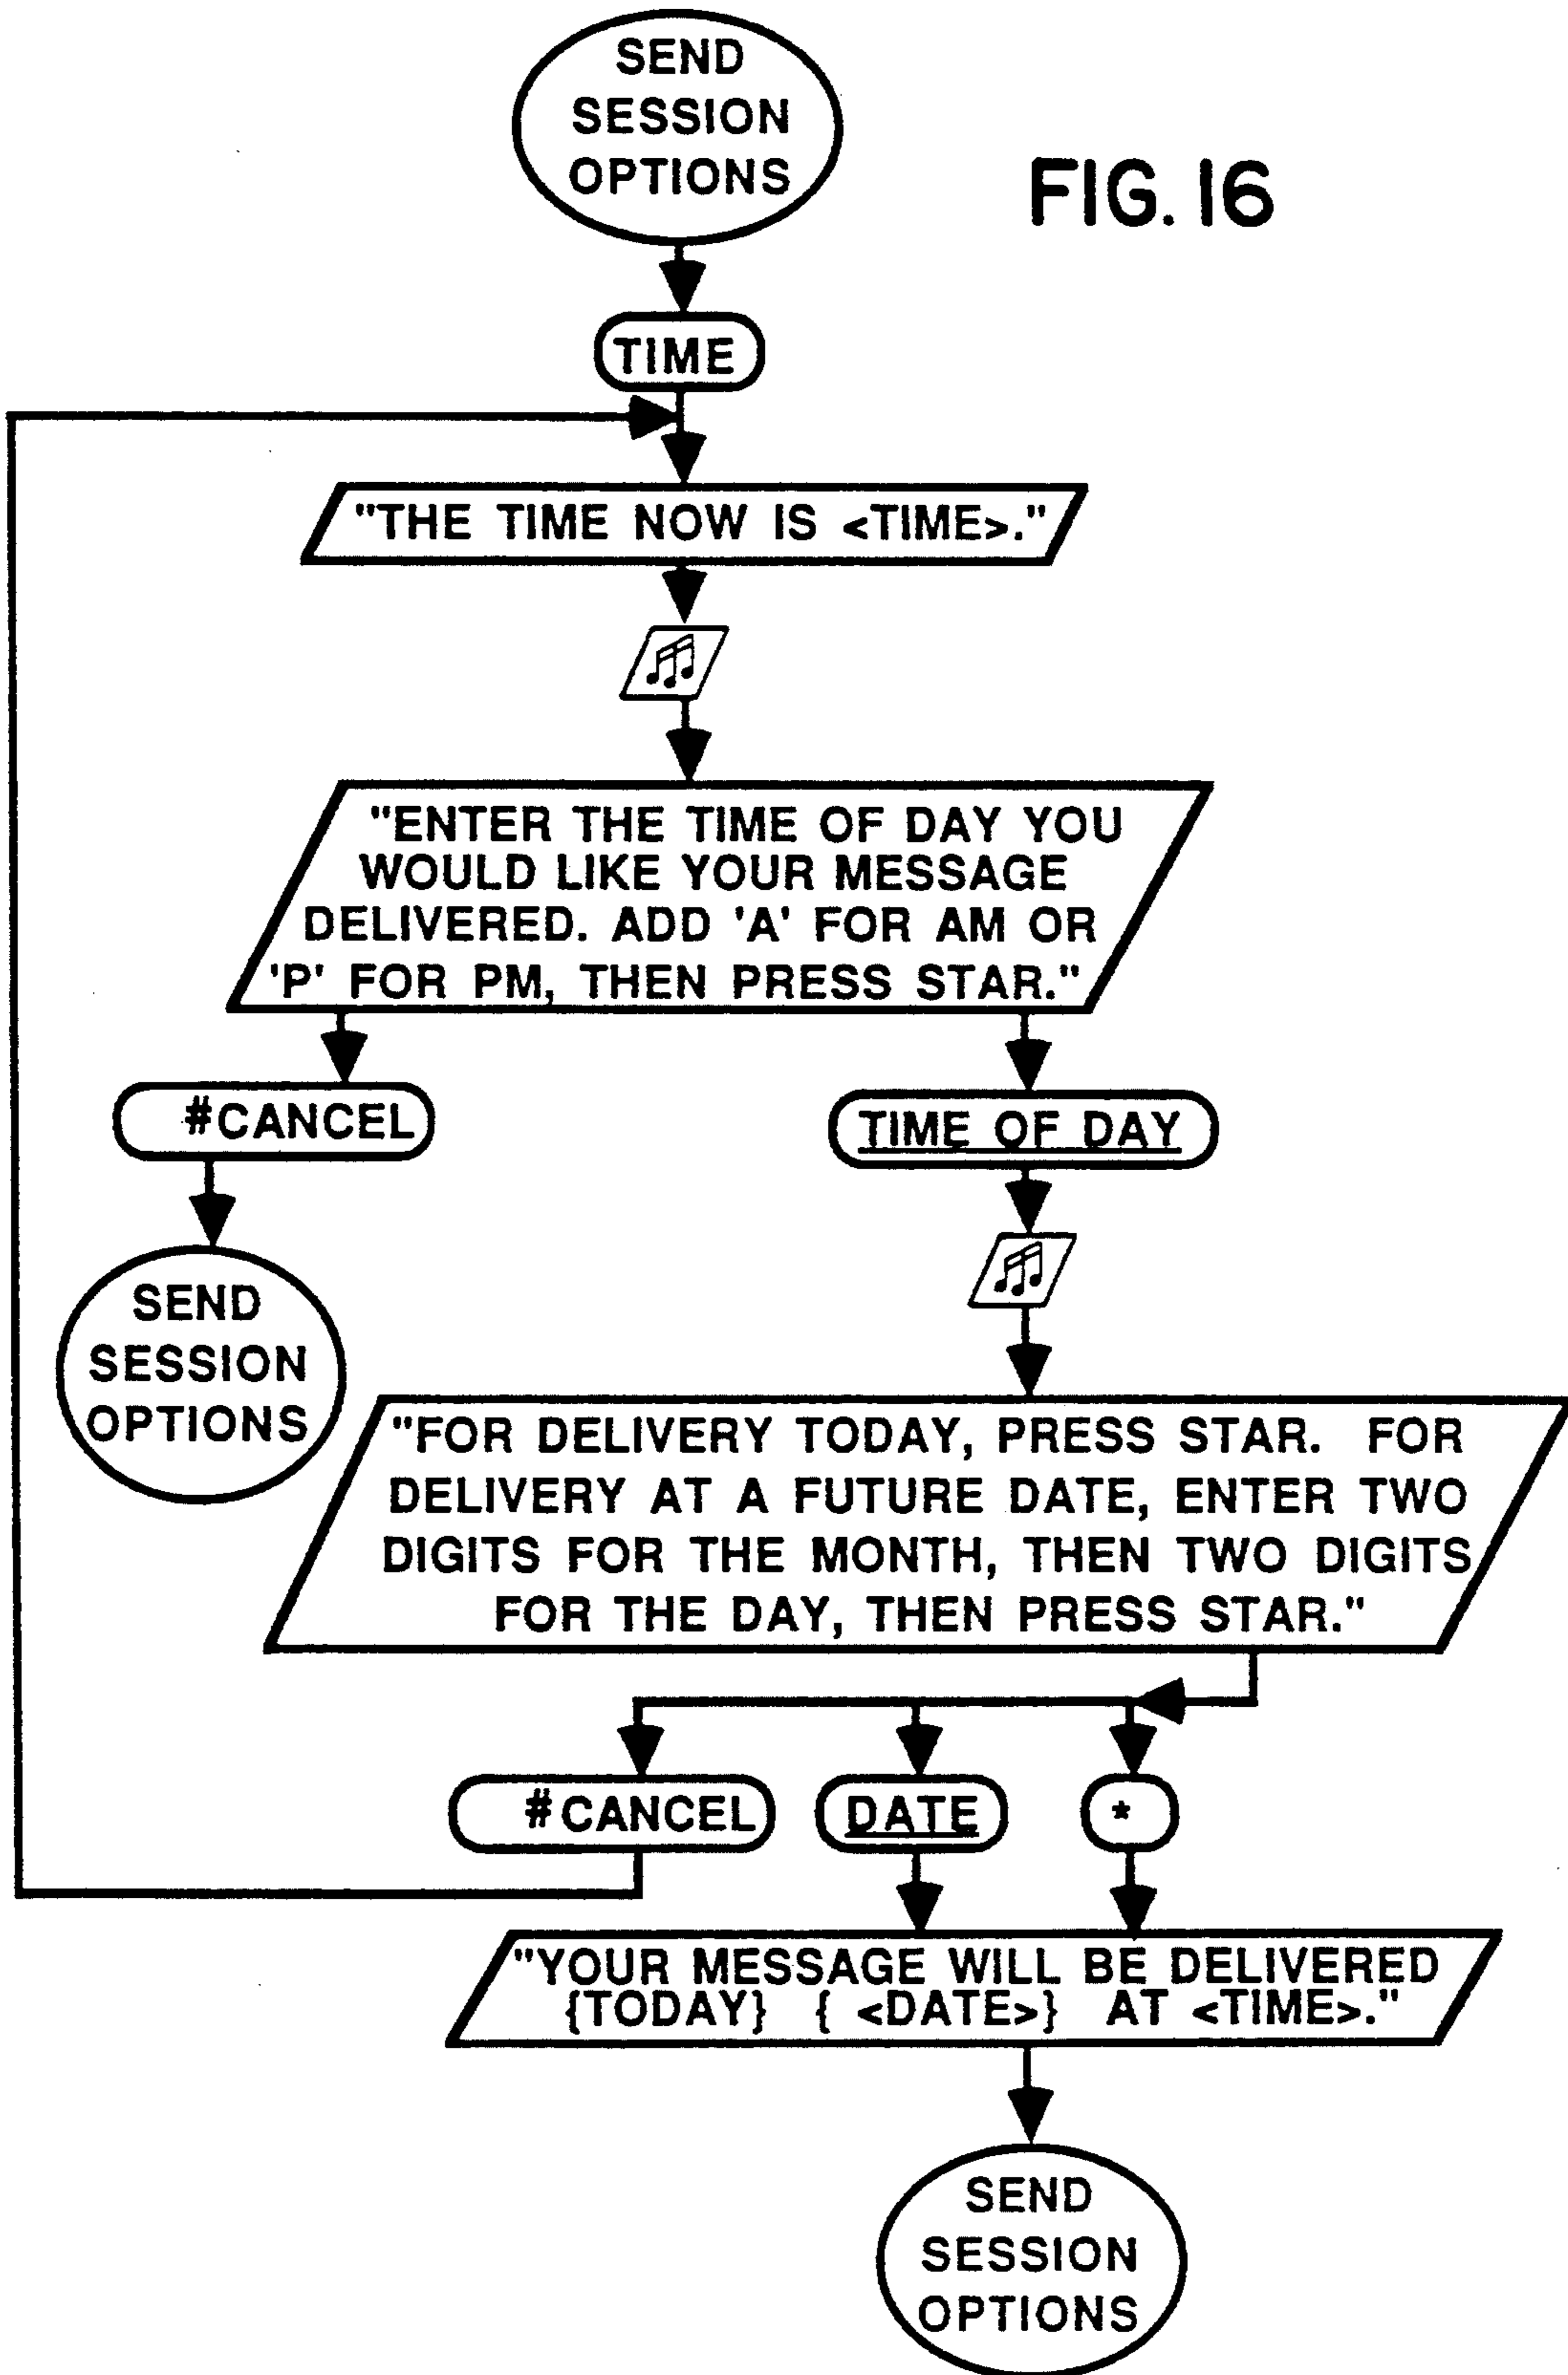 SEND
SESSION
OPTIONS
FIG. 16
TIME
"THE TIME NOW IS <TIME>."
"ENTER THE TIME OF DAY YOU
WOULD LIKE YOUR MESSAGE
DELIVERED. ADD 'A' FOR AM OR
'P' FOR PM, THEN PRESS STAR."
#CANCEL
TIME OF DAY
SEND
SESSION
OPTIONS
"FOR DELIVERY TODAY, PRESS STAR. FOR
DELIVERY AT A FUTURE DATE, ENTER TWO
DIGITS FOR THE MONTH, THEN TWO DIGITS
FOR THE DAY, THEN PRESS STAR."
#CANCEL
DATE
*
"YOUR MESSAGE WILL BE DELIVERED
{TODAY} { <DATE>} AT <TIME>."
SEND
SESSION
OPTIONS